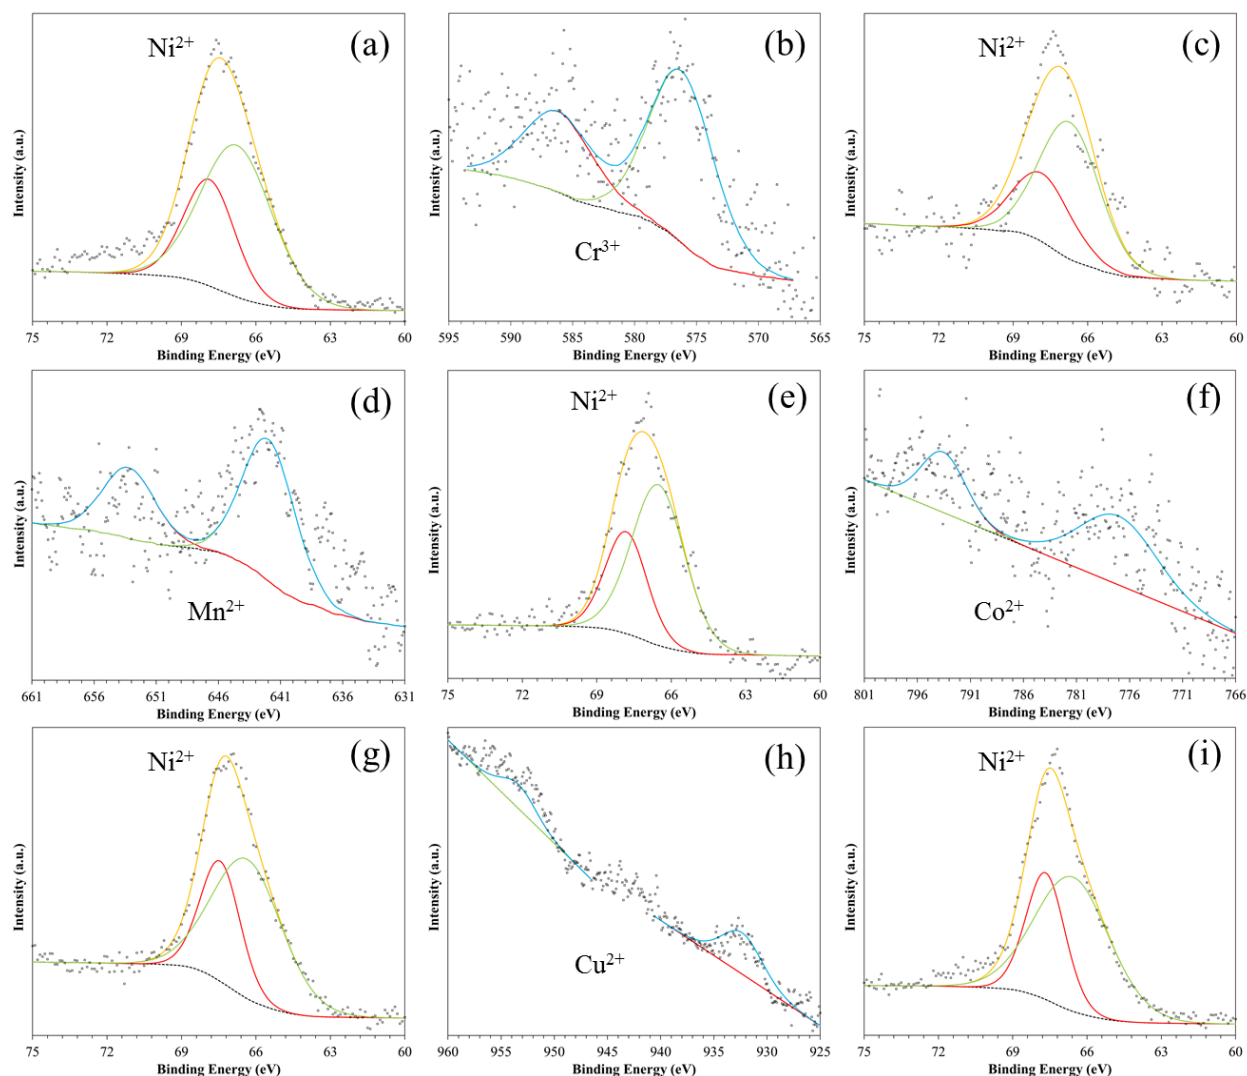 Ni²⁺
(a)
Intensity (a.u.)
75 72 69 66 63 60
Binding Energy (eV)
(b)
Cr³⁺
Intensity (a.u.)
595 590 585 580 575 570 565
Binding Energy (eV)
Ni²⁺
(c)
Intensity (a.u.)
75 72 69 66 63 60
Binding Energy (eV)
(d)
Mn²⁺
Intensity (a.u.)
661 656 651 646 641 636 631
Binding Energy (eV)
Ni²⁺
(e)
Intensity (a.u.)
75 72 69 66 63 60
Binding Energy (eV)
(f)
Co²⁺
Intensity (a.u.)
801 796 791 786 781 776 771 766
Binding Energy (eV)
Ni²⁺
(g)
Intensity (a.u.)
75 72 69 66 63 60
Binding Energy (eV)
(h)
Cu²⁺
Intensity (a.u.)
960 955 950 945 940 935 930 925
Binding Energy (eV)
Ni²⁺
(i)
Intensity (a.u.)
75 72 69 66 63 60
Binding Energy (eV)